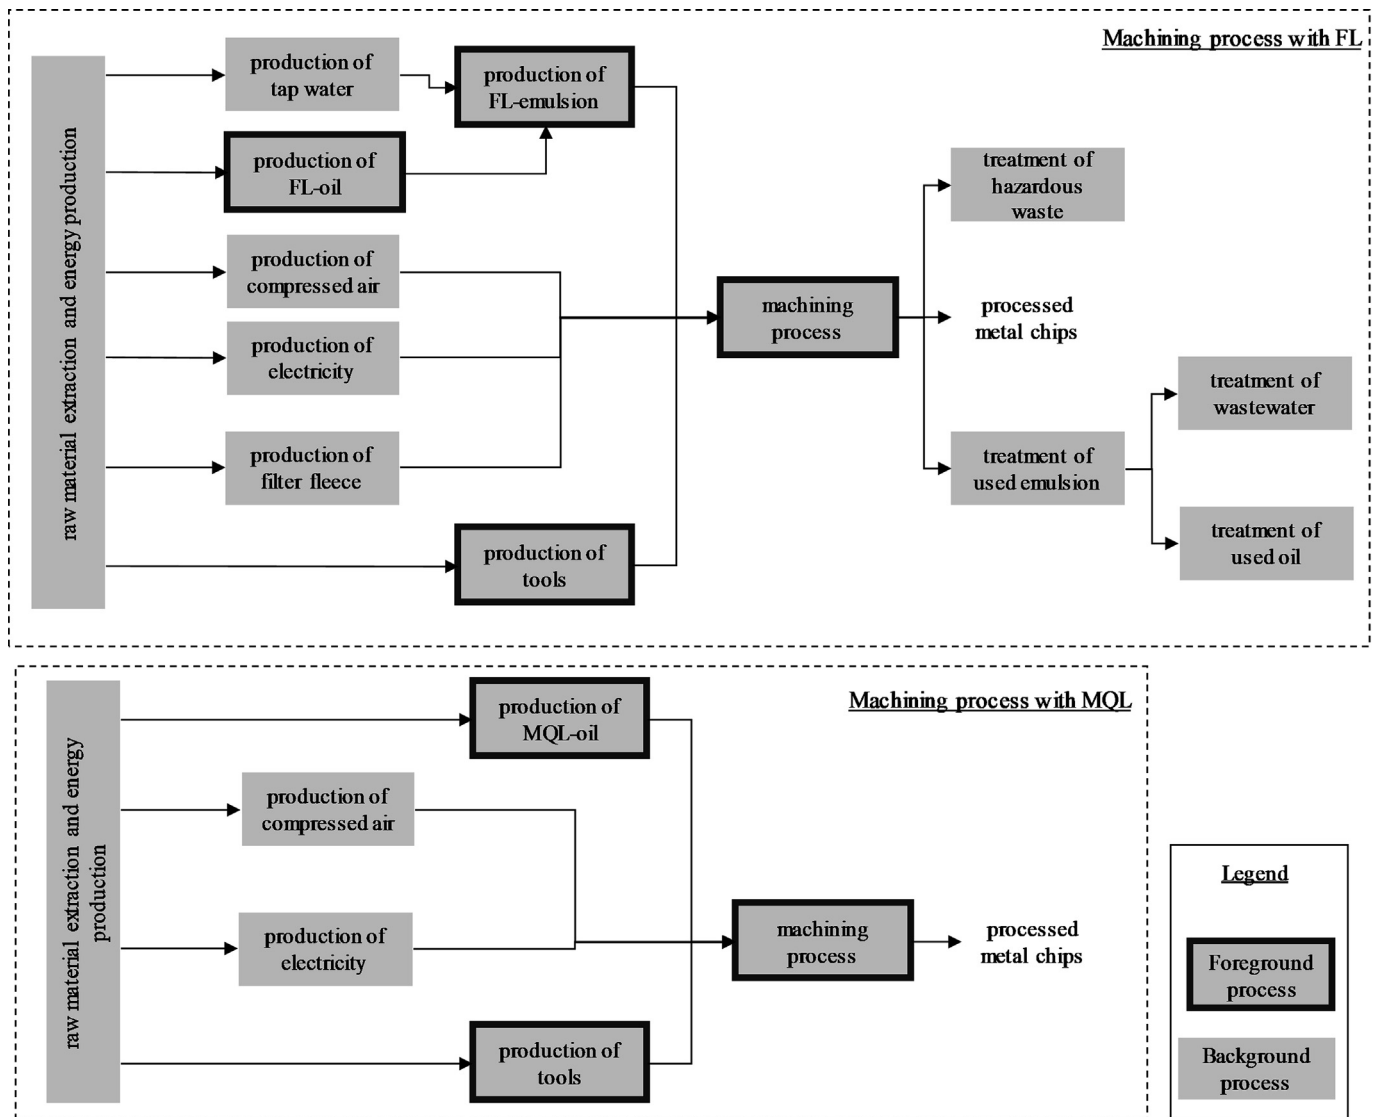 Machining process with FL
raw material extraction and energy production
production of
tap water
production of
FL-emulsion
production of
FL-oil
production of
compressed air
production of
electricity
production of
filter fleece
production of
tools
machining
process
treatment of
hazardous
waste
processed
metal chips
treatment of
used emulsion
treatment of
wastewater
treatment of
used oil
Machining process with MQL
raw material extraction and energy
production
production of
MQL-oil
production of
compressed air
production of
electricity
production of
tools
machining
process
processed
metal chips
Legend
Foreground
process
Background
process